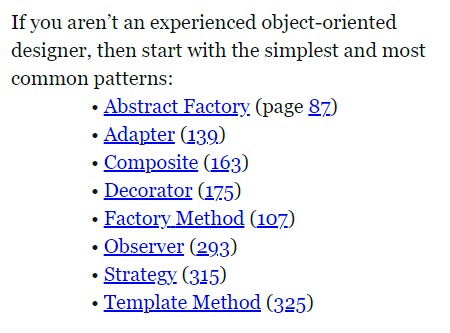 If you aren’t an experienced object-oriented
designer, then start with the simplest and most
common patterns:
• Abstract Factory (page 87)
• Adapter (139)
• Composite (163)
• Decorator (175)
• Factory Method (107)
• Observer (293)
• Strategy (315)
• Template Method (325)